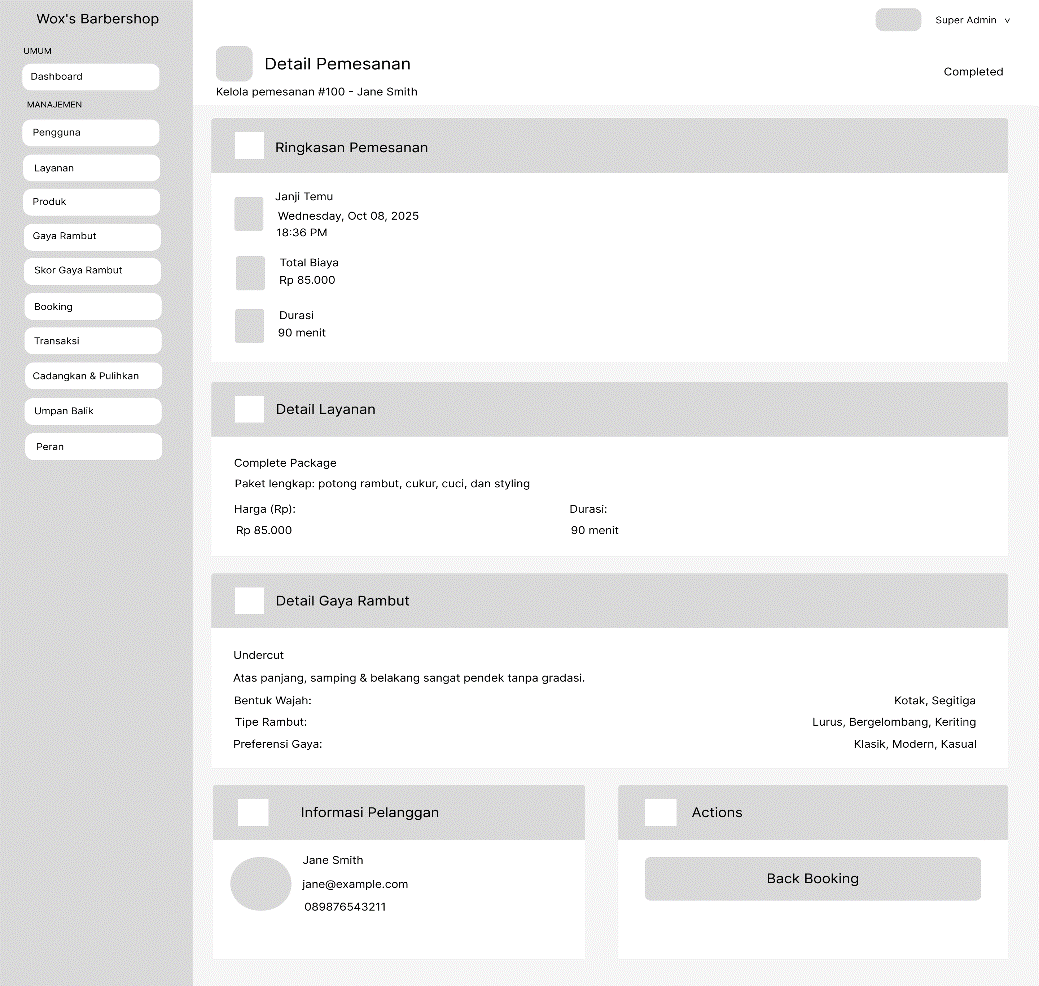 Wox's Barbershop
UMUM
Dashboard
MANAJEMEN
Pengguna
Layanan
Produk
Gaya Rambut
Skor Gaya Rambut
Booking
Transaksi
Cadangkan & Pulihkan
Umpan Balik
Peran
Super Admin v
Detail Pemesanan
Kelola pemesanan #100 - Jane Smith
Completed
Ringkasan Pemesanan
Janji Temu
Wednesday, Oct 08, 2025
18:36 PM
Total Biaya
Rp 85.000
Durasi
90 menit
Detail Layanan
Complete Package
Paket lengkap: potong rambut, cukur, cuci, dan styling
Harga (Rp): Durasi:
Rp 85.000 90 menit
Detail Gaya Rambut
Undercut
Atas panjang, samping & belakang sangat pendek tanpa gradasi.
Bentuk Wajah: Kotak, Segitiga
Tipe Rambut: Lurus, Bergelombang, Keriting
Preferensi Gaya: Klasik, Modern, Kasual
Informasi Pelanggan
Jane Smith
jane@example.com
089876543211
Actions
Back Booking